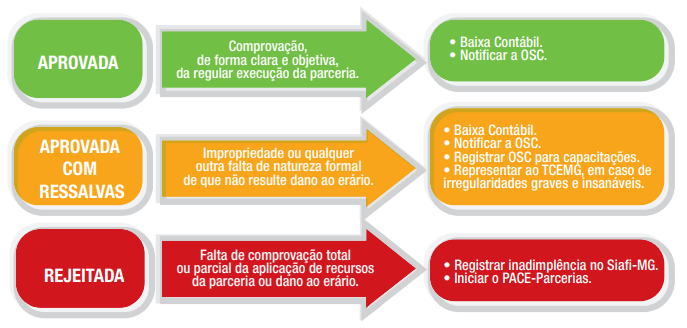 APROVADA
Comprovação,
de forma clara e objetiva,
da regular execução da parceria.
• Baixa Contábil.
• Notificar a OSC.
APROVADA
COM
RESSALVAS
Impropriedade ou qualquer
outra falta de natureza formal
de que não resulte dano ao erário.
• Baixa Contábil.
• Notificar a OSC.
• Registrar OSC para capacitações.
• Representar ao TCEMG, em caso de
irregularidades graves e insanáveis.
REJEITADA
Falta de comprovação total
ou parcial da aplicação de recursos
da parceria ou dano ao erário.
• Registrar inadimplência no Siafi-MG.
• Iniciar o PACE-Parcerias.